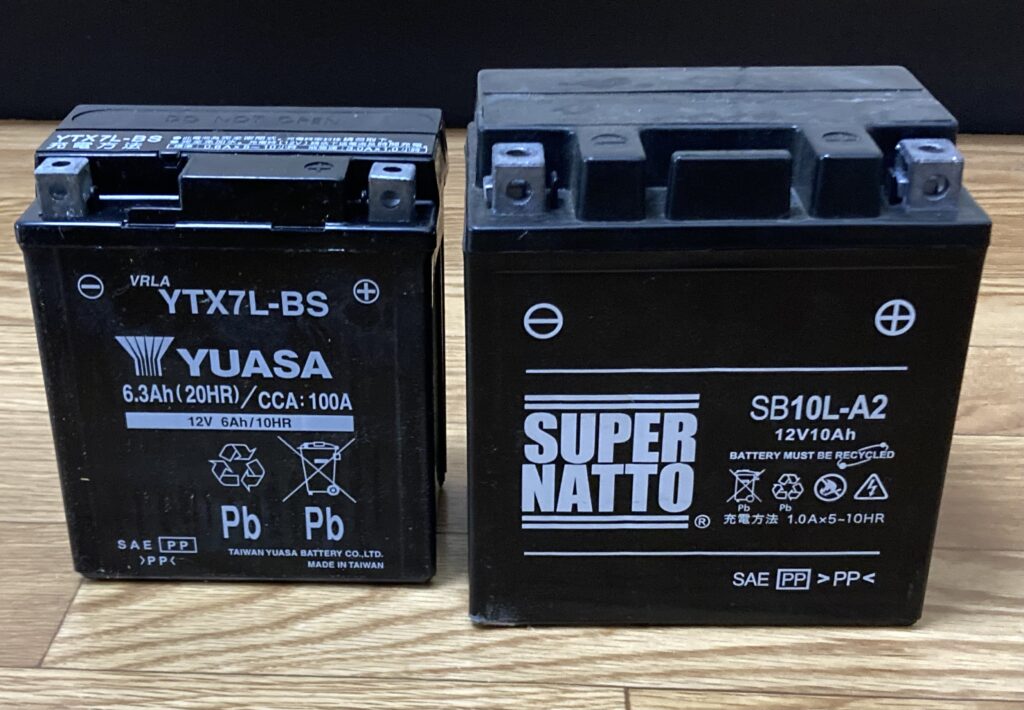 DO NOT OPEN
YTX7L-BS
充電方法
VRLA
YTX7L-BS
YUASA
6.3Ah(20HR)/CCA:100A
12V 6Ah/10HR
Pb
Pb
SAE PP
>PP<
TAIWAN YUASA BATTERY CO.,LTD.
MADE IN TAIWAN
SUPER
NATTO
®
SB10L-A2
12V10Ah
BATTERY MUST BE RECYCLED
Pb
Pb
充電方法 1.0A×5~10HR
SAE PP >PP<